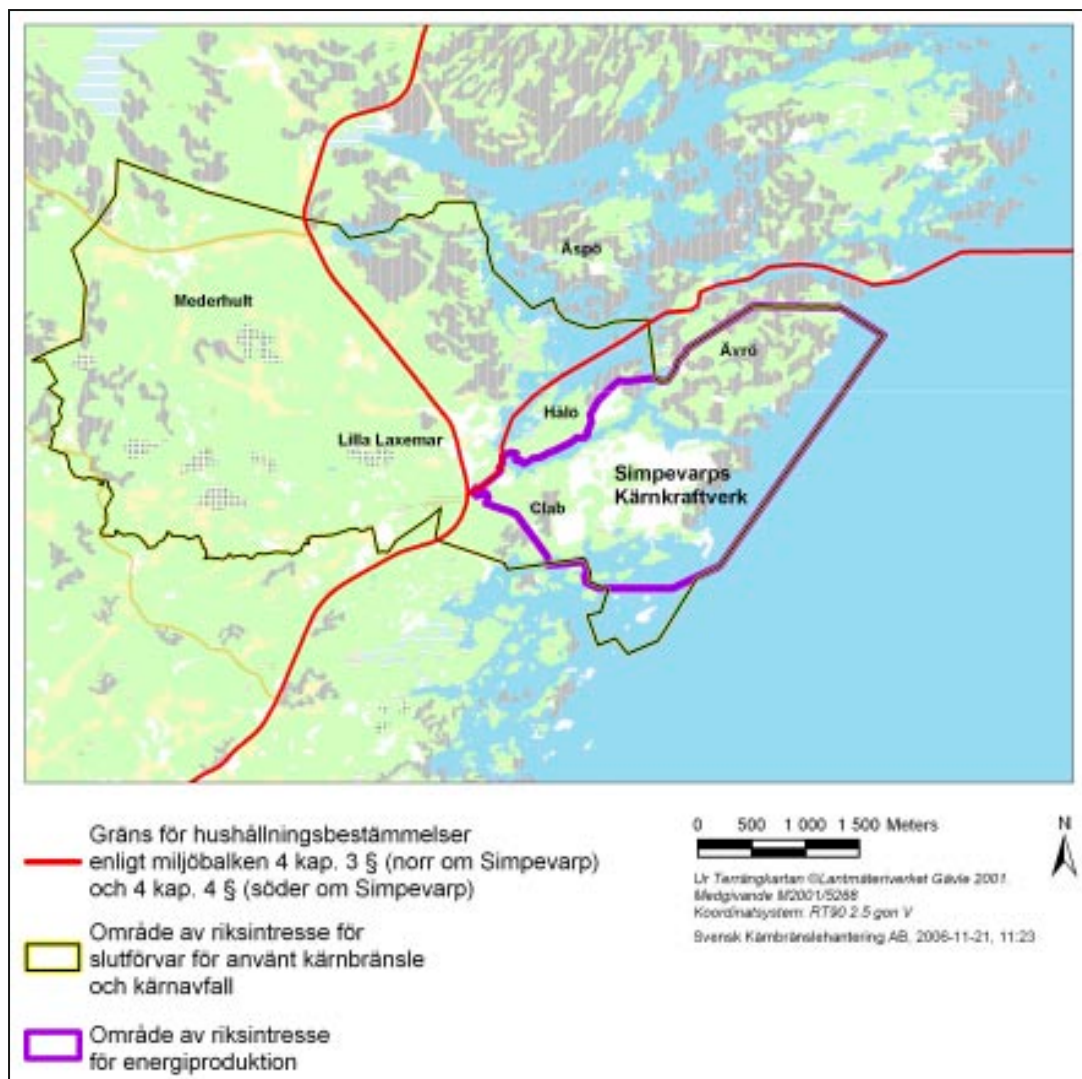 Äspö
Mederhult
Ävrö
Hälö
Lilla Laxemar
Simpevarps
Kärnkraftverk
Clab
Gräns för hushållningsbestämmelser
enligt miljöbalken 4 kap. 3 § (norr om Simpevarp)
och 4 kap. 4 § (söder om Simpevarp)
Område av riksintresse för
slutförvar för använt kärnbränsle
och kärnavfall
Område av riksintresse
för energiproduktion
0 500 1 000 1 500 Meters
N
Ur Terrängkartan ©Lantmäteriverket Gävle 2001.
Medgivande M2001/5268
Koordinatsystem: RT90 2.5 gon V
Svensk Kärnbränslehantering AB, 2006-11-21, 11:23